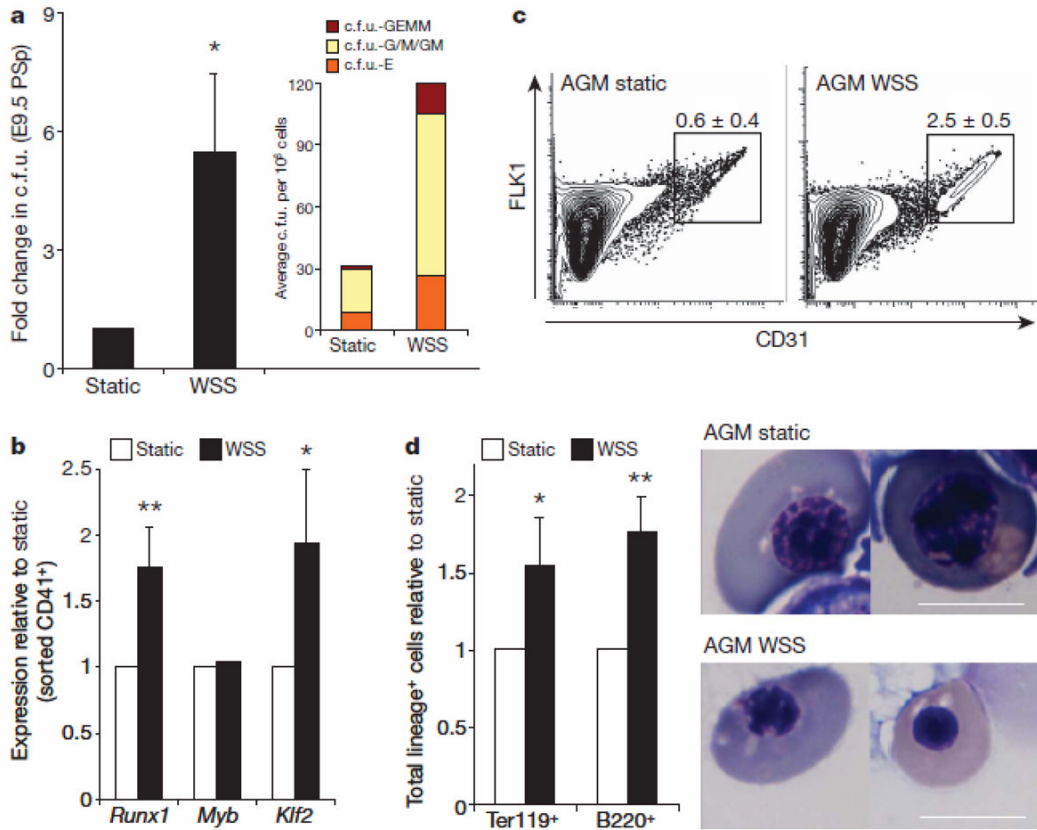 a
Fold change in c.f.u. (E9.5 PSp)
9
6
3
0
*
Static
WSS
c.f.u.-GEMM
c.f.u.-G/M/GM
c.f.u.-E
Average c.f.u. per 10⁶ cells
120
90
60
30
0
Static
WSS
c
AGM static
0.6 ± 0.4
AGM WSS
2.5 ± 0.5
FLK1
CD31
b
Static
WSS
Expression relative to static
(sorted CD41⁺)
2.5
2
1.5
1
0.5
0
**
*
Runx1
Myb
Klf2
d
Static
WSS
Total lineage⁺ cells relative to static
2
1.5
1
0.5
0
*
**
Ter119⁺
B220⁺
AGM static
AGM WSS